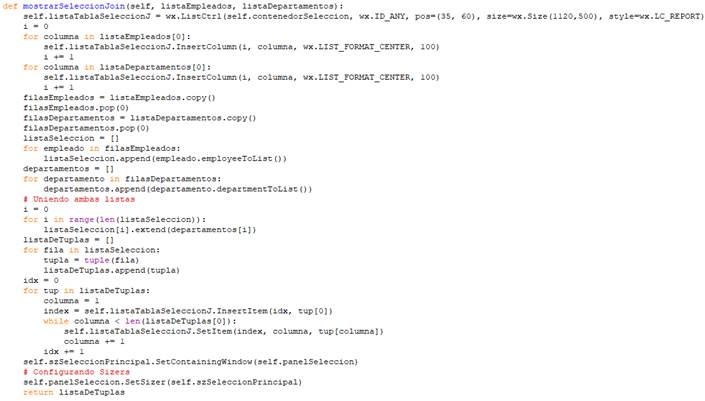 def mostrarSeleccionJoin(self, listaEmpleados, listaDepartamentos):
    self.listaTablaSeleccionJ = wx.ListCtrl(self.contenedorSeleccion, wx.ID_ANY, pos=(35, 60), size=wx.Size(1120,500), style=wx.LC_REPORT)
    i = 0
    for columna in listaEmpleados[0]:
        self.listaTablaSeleccionJ.InsertColumn(i, columna, wx.LIST_FORMAT_CENTER, 100)
        i += 1
    for columna in listaDepartamentos[0]:
        self.listaTablaSeleccionJ.InsertColumn(i, columna, wx.LIST_FORMAT_CENTER, 100)
        i += 1
    filasEmpleados = listaEmpleados.copy()
    filasEmpleados.pop(0)
    filasDepartamentos = listaDepartamentos.copy()
    filasDepartamentos.pop(0)
    listaSeleccion = []
    for empleado in filasEmpleados:
        listaSeleccion.append(empleado.employeeToList())
    departamentos = []
    for departamento in filasDepartamentos:
        departamentos.append(departamento.departmentToList())
    # Uniendo ambas listas
    i = 0
    for i in range(len(listaSeleccion)):
        listaSeleccion[i].extend(departamentos[i])
    listaDeTuplas = []
    for fila in listaSeleccion:
        tupla = tuple(fila)
        listaDeTuplas.append(tupla)
    idx = 0
    for tup in listaDeTuplas:
        columna = 1
        index = self.listaTablaSeleccionJ.InsertItem(idx, tup[0])
        while columna < len(listaDeTuplas[0]):
            self.listaTablaSeleccionJ.SetItem(index, columna, tup[columna])
            columna += 1
        idx += 1
    self.szSeleccionPrincipal.SetContainingWindow(self.panelSeleccion)
    # Configurando Sizers
    self.panelSeleccion.SetSizer(self.szSeleccionPrincipal)
    return listaDeTuplas